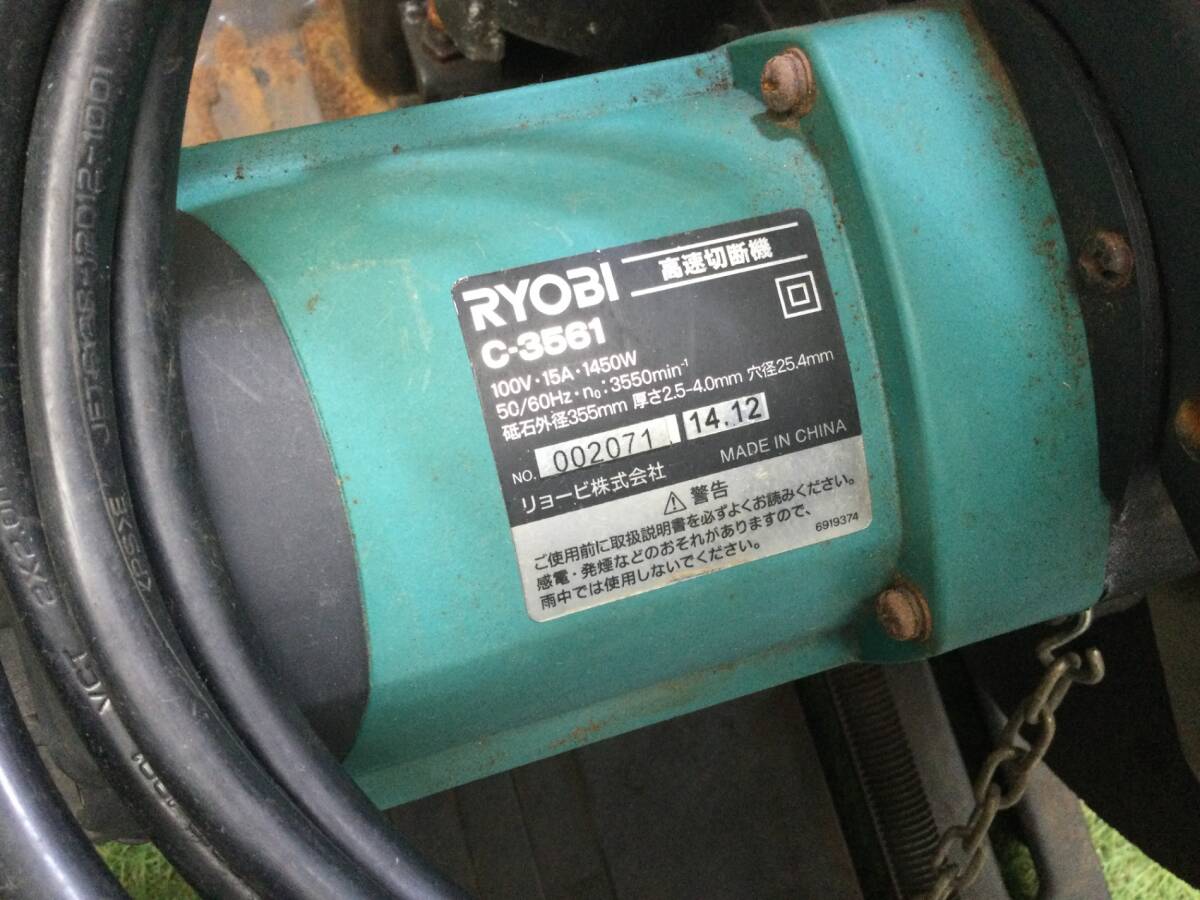 RYOBI 高速切断機
C-3561
100V・15A・1450W
50/60Hz・n₀:3550min⁻¹
砥石外径355mm 厚さ2.5-4.0mm 穴径25.4mm
NO. 002071 14.12
リョービ株式会社 MADE IN CHINA
⚠ 警告
ご使用前に取扱説明書を必ずよくお読みください。
感電・発煙などのおそれがありますので、
雨中では使用しないでください。
6919374
VCT